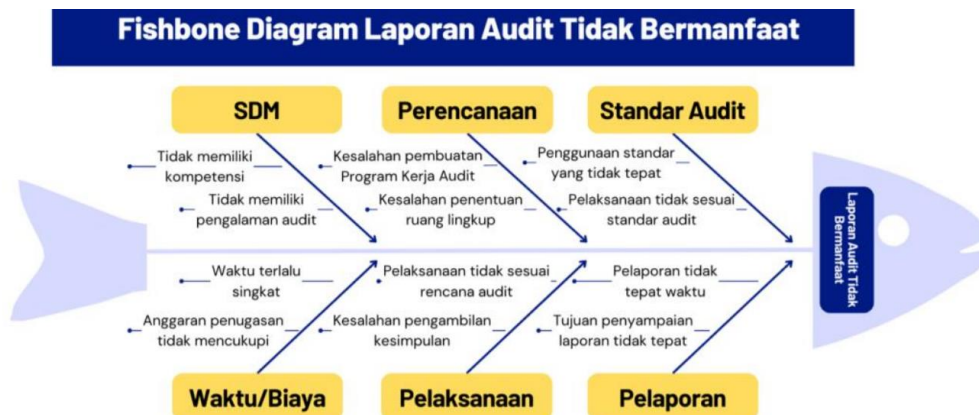 Fishbone Diagram Laporan Audit Tidak Bermanfaat
SDM
Perencanaan
Standar Audit
Tidak memiliki
kompetensi
Tidak memiliki
pengalaman audit
Kesalahan pembuatan
Program Kerja Audit
Kesalahan penentuan
ruang lingkup
Penggunaan standar
yang tidak tepat
Pelaksanaan tidak sesuai
standar audit
Laporan Audit Tidak
Bermanfaat
Waktu terlalu
singkat
Anggaran penugasan
tidak mencukupi
Pelaksanaan tidak sesuai
rencana audit
Kesalahan pengambilan
kesimpulan
Pelaporan tidak
tepat waktu
Tujuan penyampaian
laporan tidak tepat
Waktu/Biaya
Pelaksanaan
Pelaporan